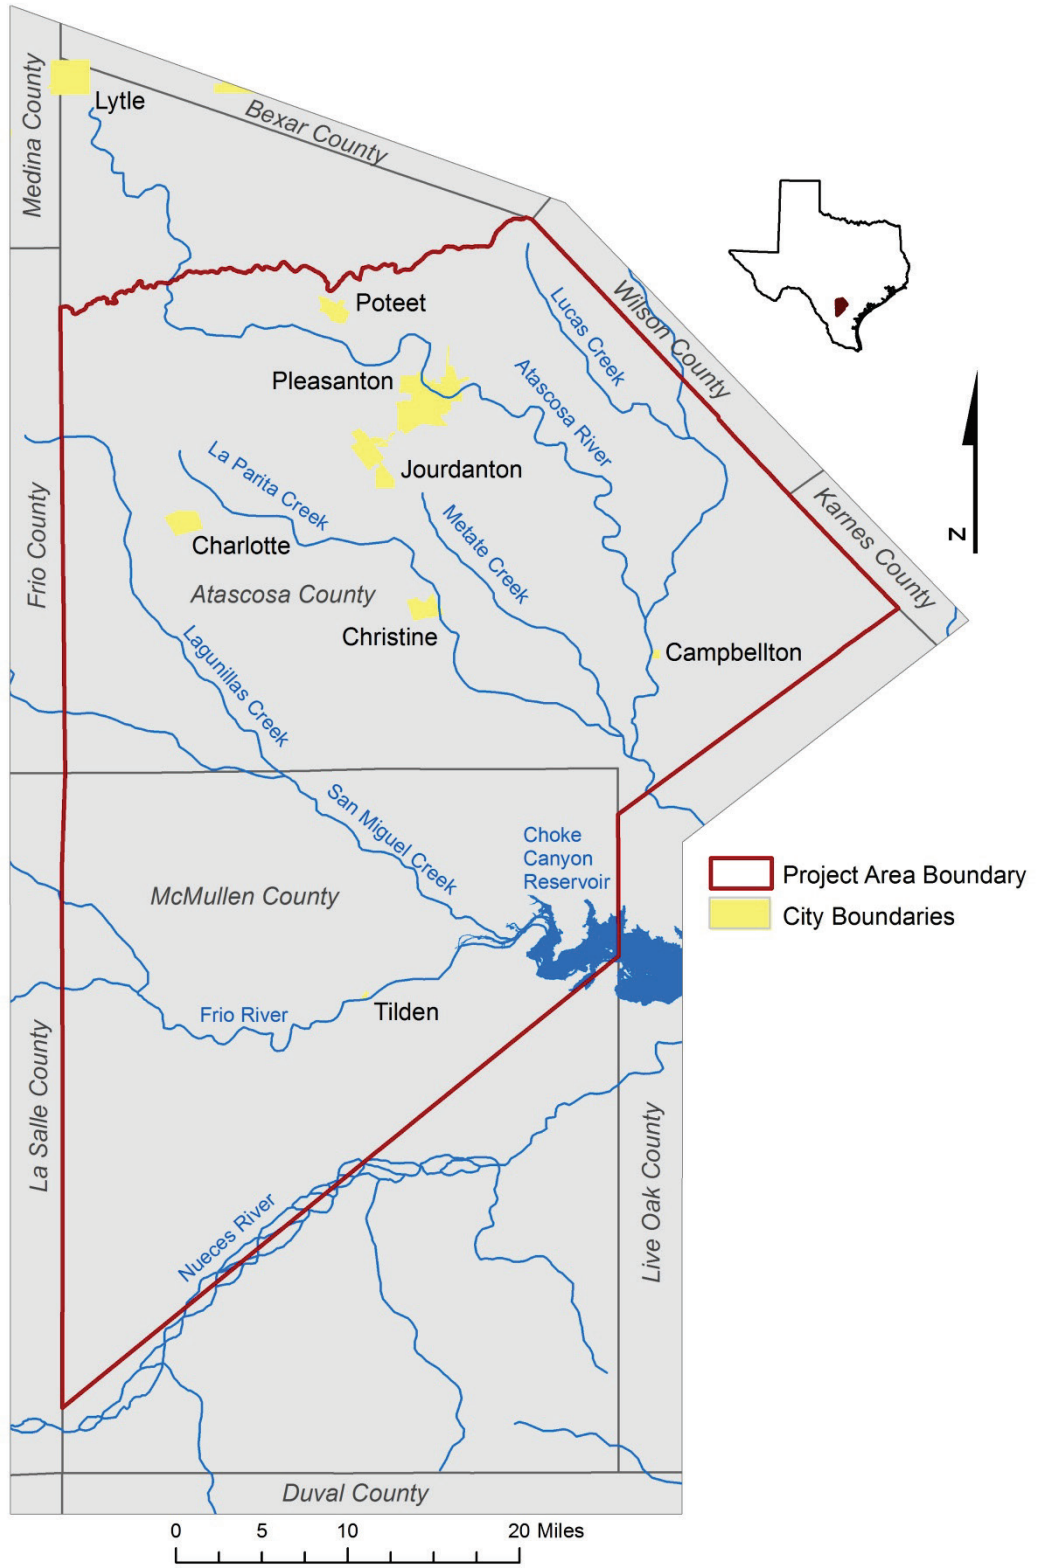 Lytle
Medina County
Bexar County
Poteet
Wilson County
Lucas Creek
Pleasanton
Atascosa River
Jourdanton
La Parita Creek
Metate Creek
Karnes County
Frio County
Charlotte
Atascosa County
Christine
Campbellton
Lagunillas Creek
San Miguel Creek
Choke
Canyon
Reservoir
McMullen County
Tilden
Frio River
La Salle County
Nueces River
Live Oak County
Duval County
Z
Project Area Boundary
City Boundaries
0 5 10 20 Miles